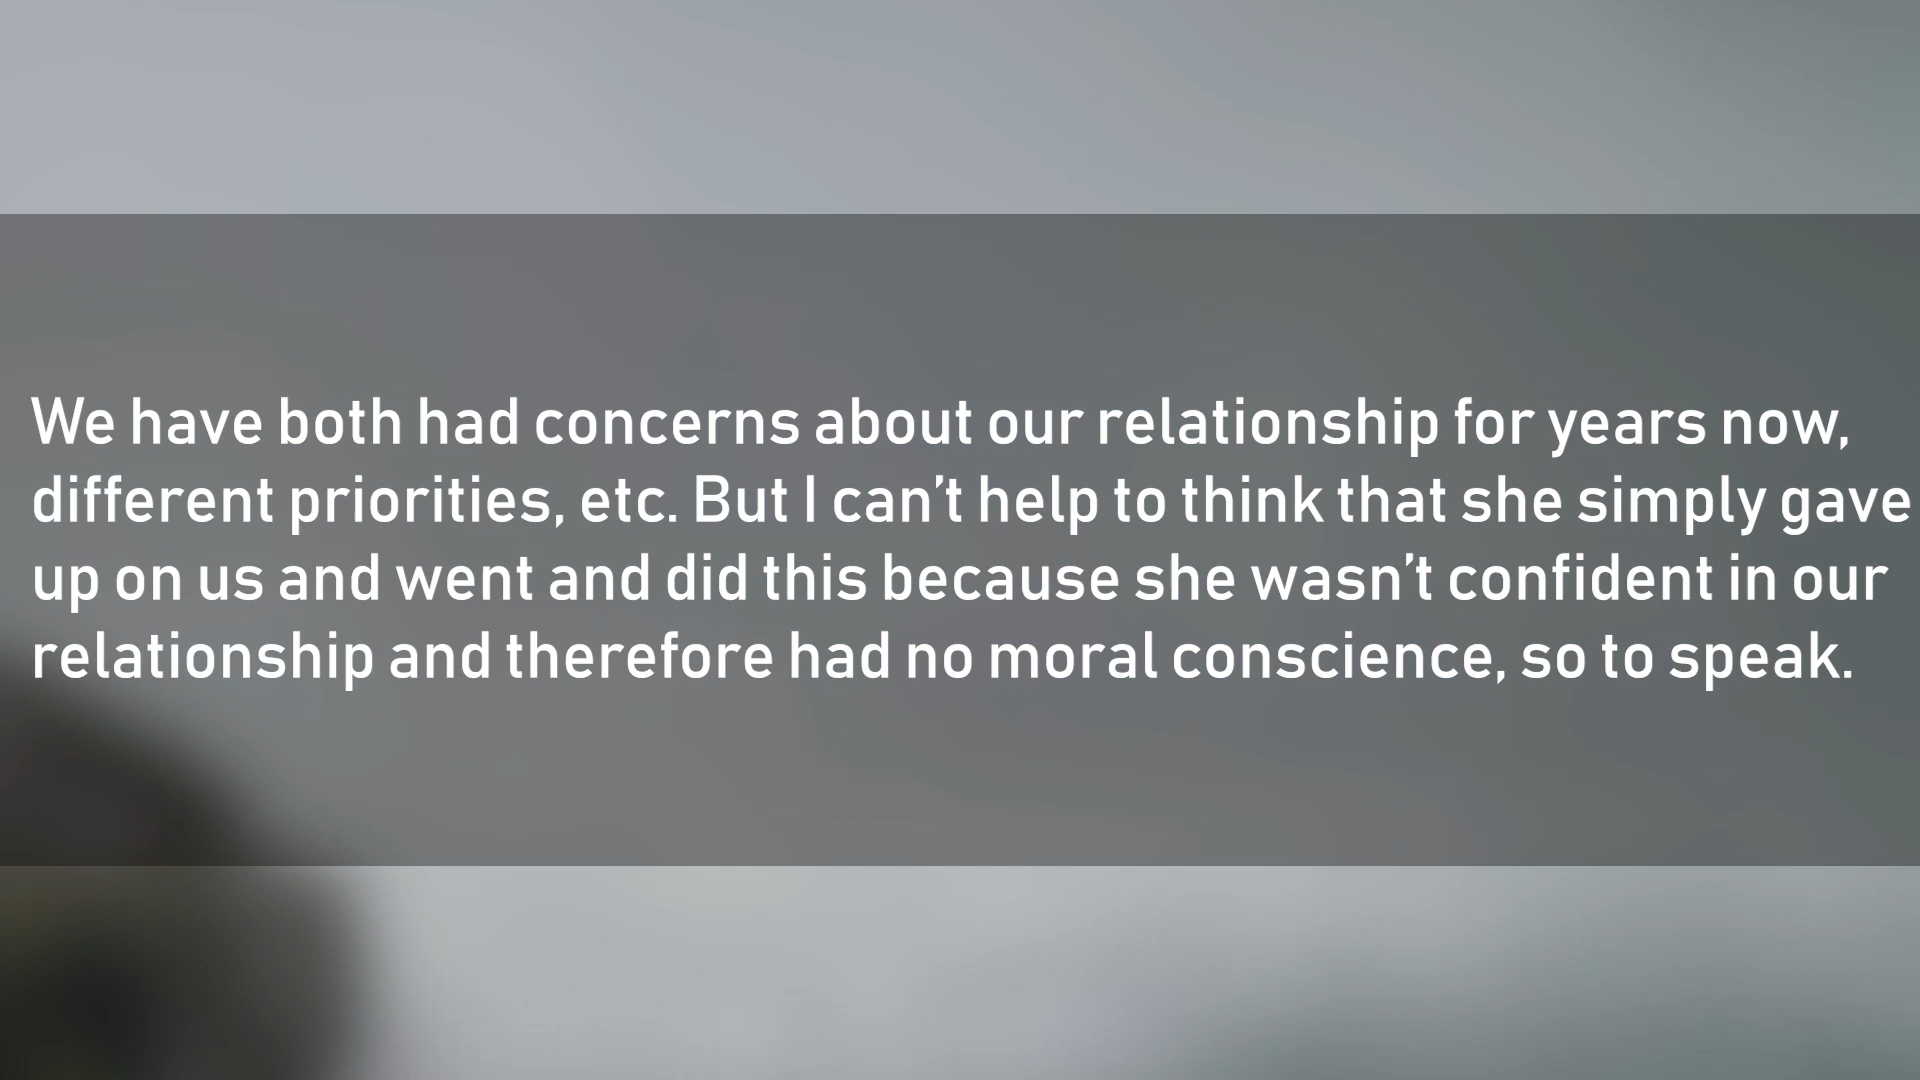 We have both had concerns about our relationship for years now,
different priorities, etc. But I can’t help to think that she simply gave
up on us and went and did this because she wasn’t confident in our
relationship and therefore had no moral conscience, so to speak.